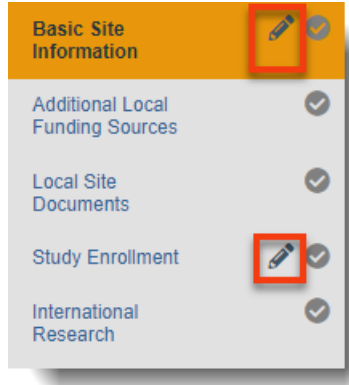 Basic Site
Information
Additional Local
Funding Sources
Local Site
Documents
Study Enrollment
International
Research